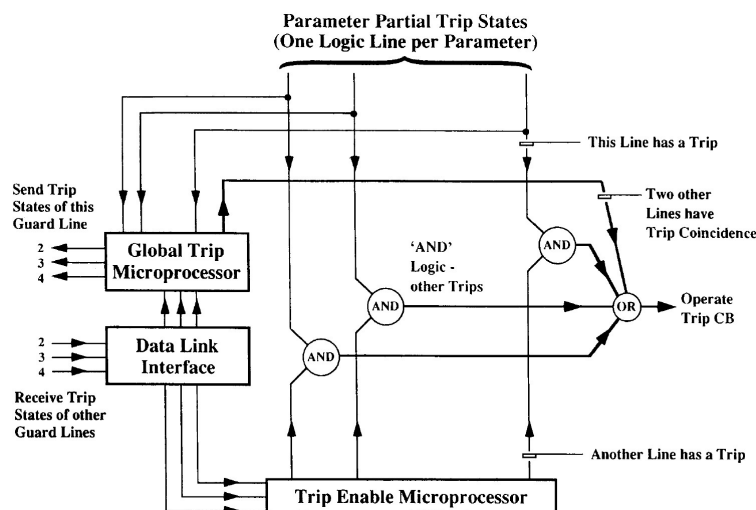 Parameter Partial Trip States
(One Logic Line per Parameter)
This Line has a Trip
Send Trip
States of this
Guard Line
Two other
Lines have
Trip Coincidence
2
3
4
Global Trip
Microprocessor
'AND'
Logic -
other Trips
AND
AND
OR
Operate
Trip CB
2
3
4
Data Link
Interface
AND
Receive Trip
States of other
Guard Lines
Another Line has a Trip
Trip Enable Microprocessor